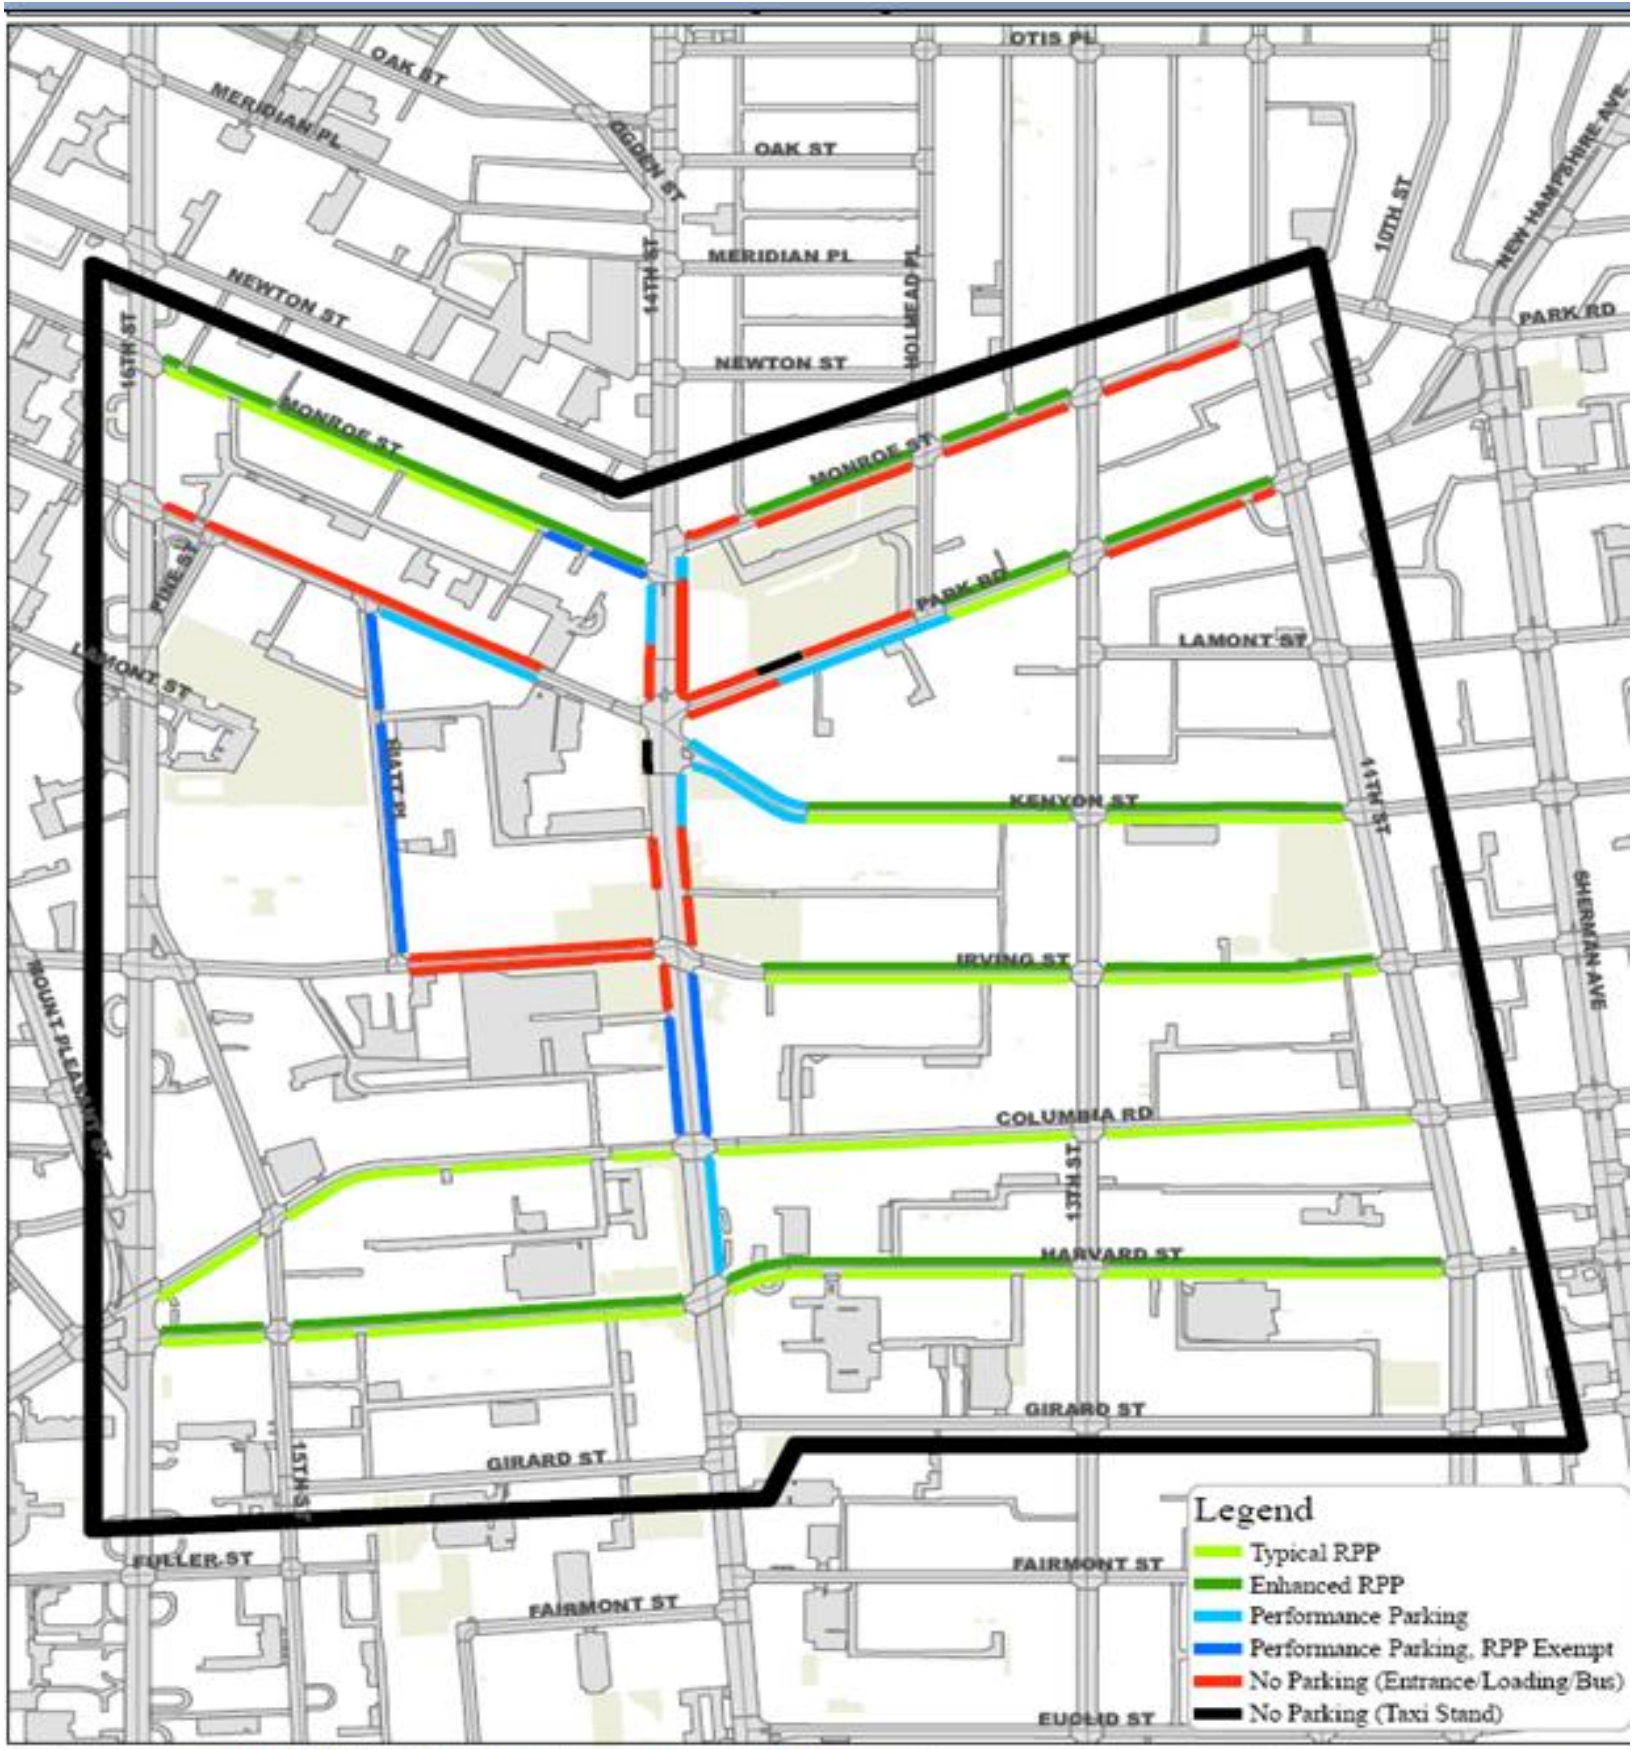 OTIS PL
OAK ST
MERIDIAN PL
OGDEN ST
OAK ST
NEW HAMPSHIRE AVE
10TH ST
14TH ST
MERIDIAN PL
HOLMEAD PL
NEWTON ST
PARK RD
16TH ST
NEWTON ST
MONROE ST
MONROE ST
PINE ST
PARK RD
LAMONT ST
LAMONT ST
HIATT PL
KENYON ST
11TH ST
SHERMAN AVE
IRVING ST
MOUNT PLEASANT ST
COLUMBIA RD
13TH ST
HARVARD ST
GIRARD ST
GIRARD ST
15TH ST
FULLER ST
FAIRMONT ST
FAIRMONT ST
EUCLID ST
Legend
Typical RPP
Enhanced RPP
Performance Parking
Performance Parking, RPP Exempt
No Parking (Entrance/Loading/Bus)
No Parking (Taxi Stand)